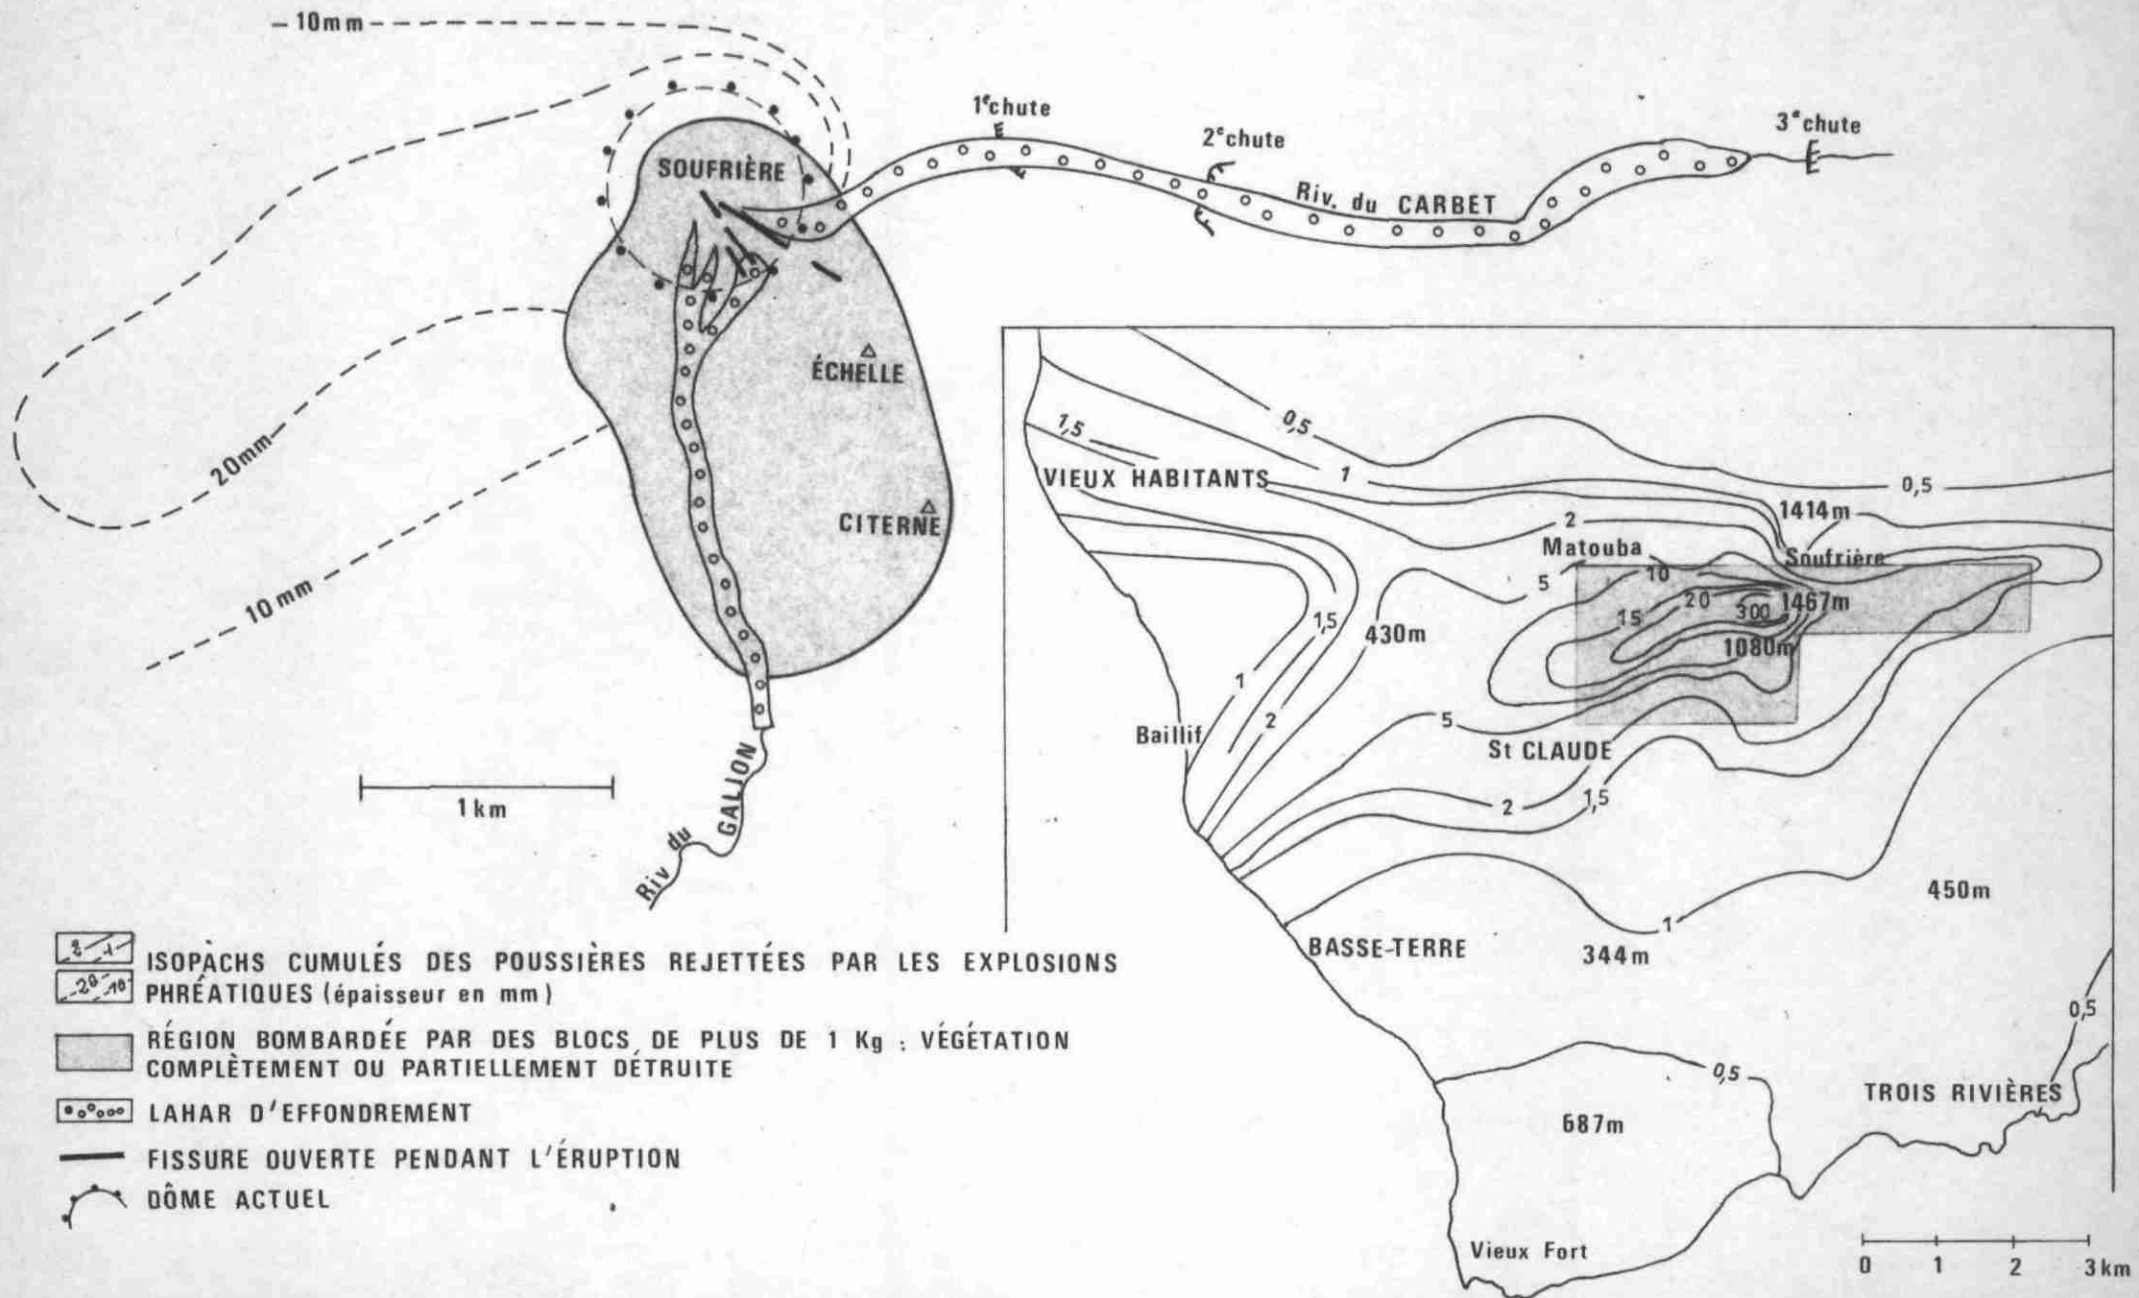 10mm
1e chute
2e chute
3e chute
SOUFRIÈRE
Riv. du CARBET
ÉCHELLE
CITERNE
20mm
10 mm
1 km
Riv du GALION
0,5
1,5
1
VIEUX HABITANTS
0,5
2
1414m
Matouba
Soufrière
5
10
20
300
1467m
15
1,5
430m
1080m
1
2
5
Baillif
St CLAUDE
2
1,5
450m
1
BASSE-TERRE
344m
0,5
0,5
TROIS RIVIÈRES
687m
Vieux Fort
0 1 2 3 km
2 1
ISOPACHS CUMULÉS DES POUSSIÈRES REJETTÉES PAR LES EXPLOSIONS
20 10
PHRÉATIQUES (épaisseur en mm)
RÉGION BOMBARDÉE PAR DES BLOCS DE PLUS DE 1 Kg : VÉGÉTATION
COMPLÈTEMENT OU PARTIELLEMENT DÉTRUITE
LAHAR D'EFFONDREMENT
FISSURE OUVERTE PENDANT L'ÉRUPTION
DÔME ACTUEL